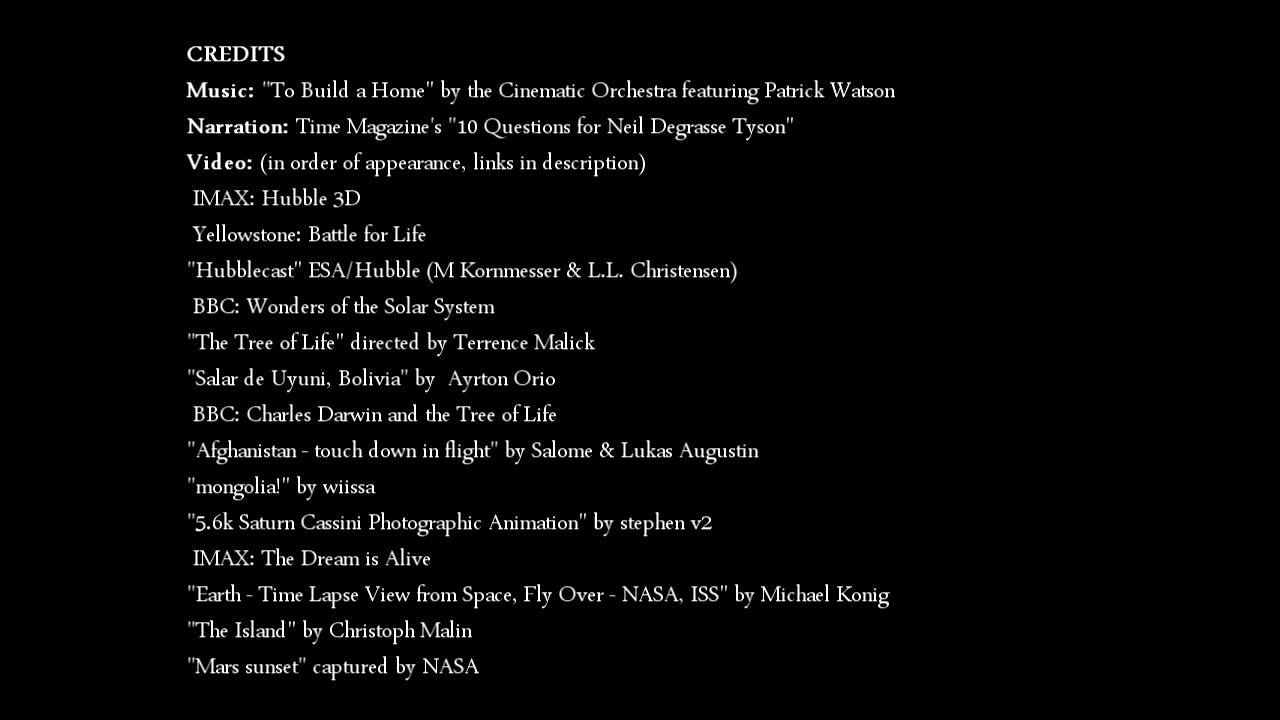 CREDITS
Music: "To Build a Home" by the Cinematic Orchestra featuring Patrick Watson
Narration: Time Magazine's "10 Questions for Neil Degrasse Tyson"
Video: (in order of appearance, links in description)
IMAX: Hubble 3D
Yellowstone: Battle for Life
"Hubblecast" ESA/Hubble (M Kornmesser & L.L. Christensen)
BBC: Wonders of the Solar System
"The Tree of Life" directed by Terrence Malick
"Salar de Uyuni, Bolivia" by  Ayrton Orio
BBC: Charles Darwin and the Tree of Life
"Afghanistan - touch down in flight" by Salome & Lukas Augustin
"mongolia!" by wiissa
"5.6k Saturn Cassini Photographic Animation" by stephen v2
IMAX: The Dream is Alive
"Earth - Time Lapse View from Space, Fly Over - NASA, ISS" by Michael Konig
"The Island" by Christoph Malin
"Mars sunset" captured by NASA